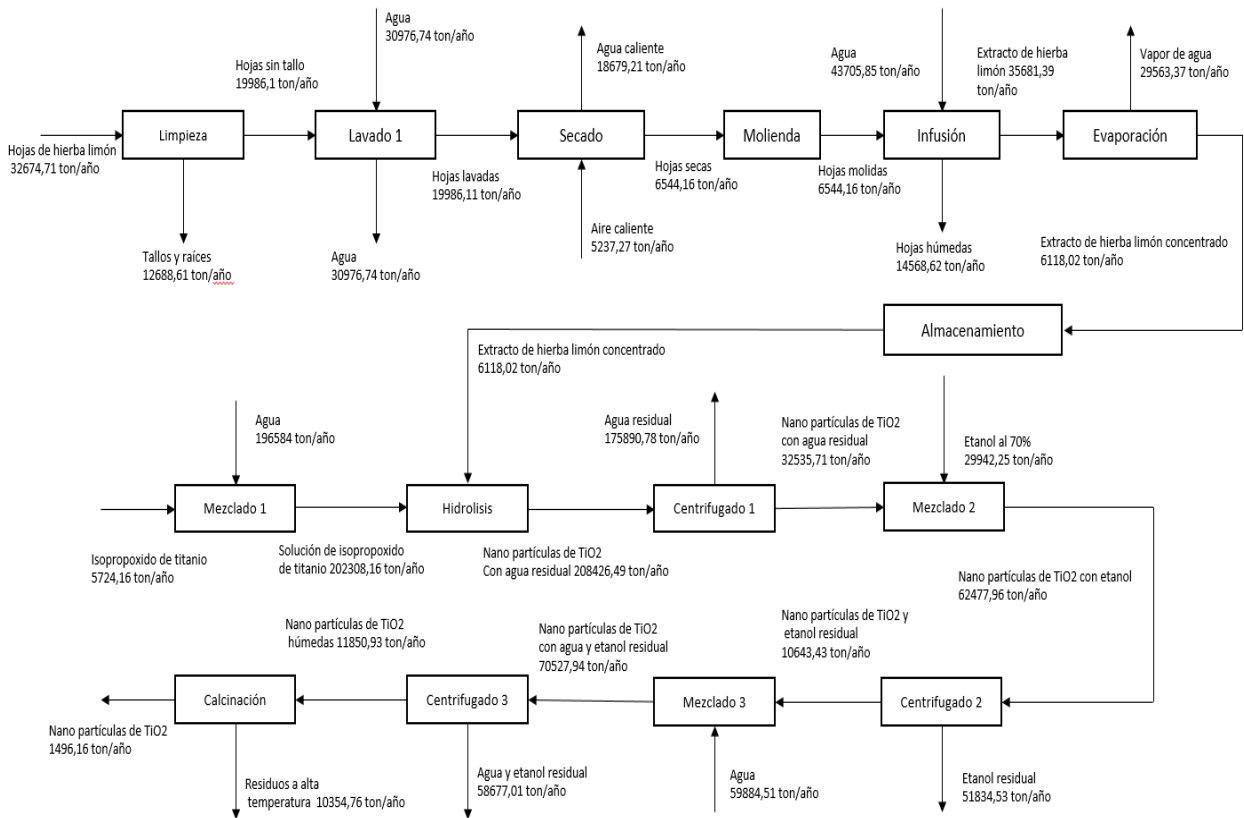 Agua
30976,74 ton/año
Agua caliente
18679,21 ton/año
Agua
43705,85 ton/año
Extracto de hierba
limón 35681,39
ton/año
Vapor de agua
29563,37 ton/año
Hojas sin tallo
19986,1 ton/año
Hojas de hierba limón
32674,71 ton/año
Limpieza
Lavado 1
Secado
Molienda
Infusión
Evaporación
Hojas lavadas
19986,11 ton/año
Hojas secas
6544,16 ton/año
Hojas molidas
6544,16 ton/año
Tallos y raíces
12688,61 ton/año
Agua
30976,74 ton/año
Aire caliente
5237,27 ton/año
Hojas húmedas
14568,62 ton/año
Extracto de hierba limón concentrado
6118,02 ton/año
Almacenamiento
Extracto de hierba limón concentrado
6118,02 ton/año
Agua
196584 ton/año
Agua residual
175890,78 ton/año
Nano partículas de TiO2
con agua residual
32535,71 ton/año
Etanol al 70%
29942,25 ton/año
Mezclado 1
Hidrolisis
Centrifugado 1
Mezclado 2
Isopropoxido de titanio
5724,16 ton/año
Solución de isopropoxido
de titanio 202308,16 ton/año
Nano partículas de TiO2
Con agua residual 208426,49 ton/año
Nano partículas de TiO2 con etanol
62477,96 ton/año
Nano partículas de TiO2
húmedas 11850,93 ton/año
Nano partículas de TiO2
con agua y etanol residual
70527,94 ton/año
Nano partículas de TiO2 y
etanol residual
10643,43 ton/año
Calcinación
Centrifugado 3
Mezclado 3
Centrifugado 2
Nano partículas de TiO2
1496,16 ton/año
Residuos a alta
temperatura 10354,76 ton/año
Agua y etanol residual
58677,01 ton/año
Agua
59884,51 ton/año
Etanol residual
51834,53 ton/año